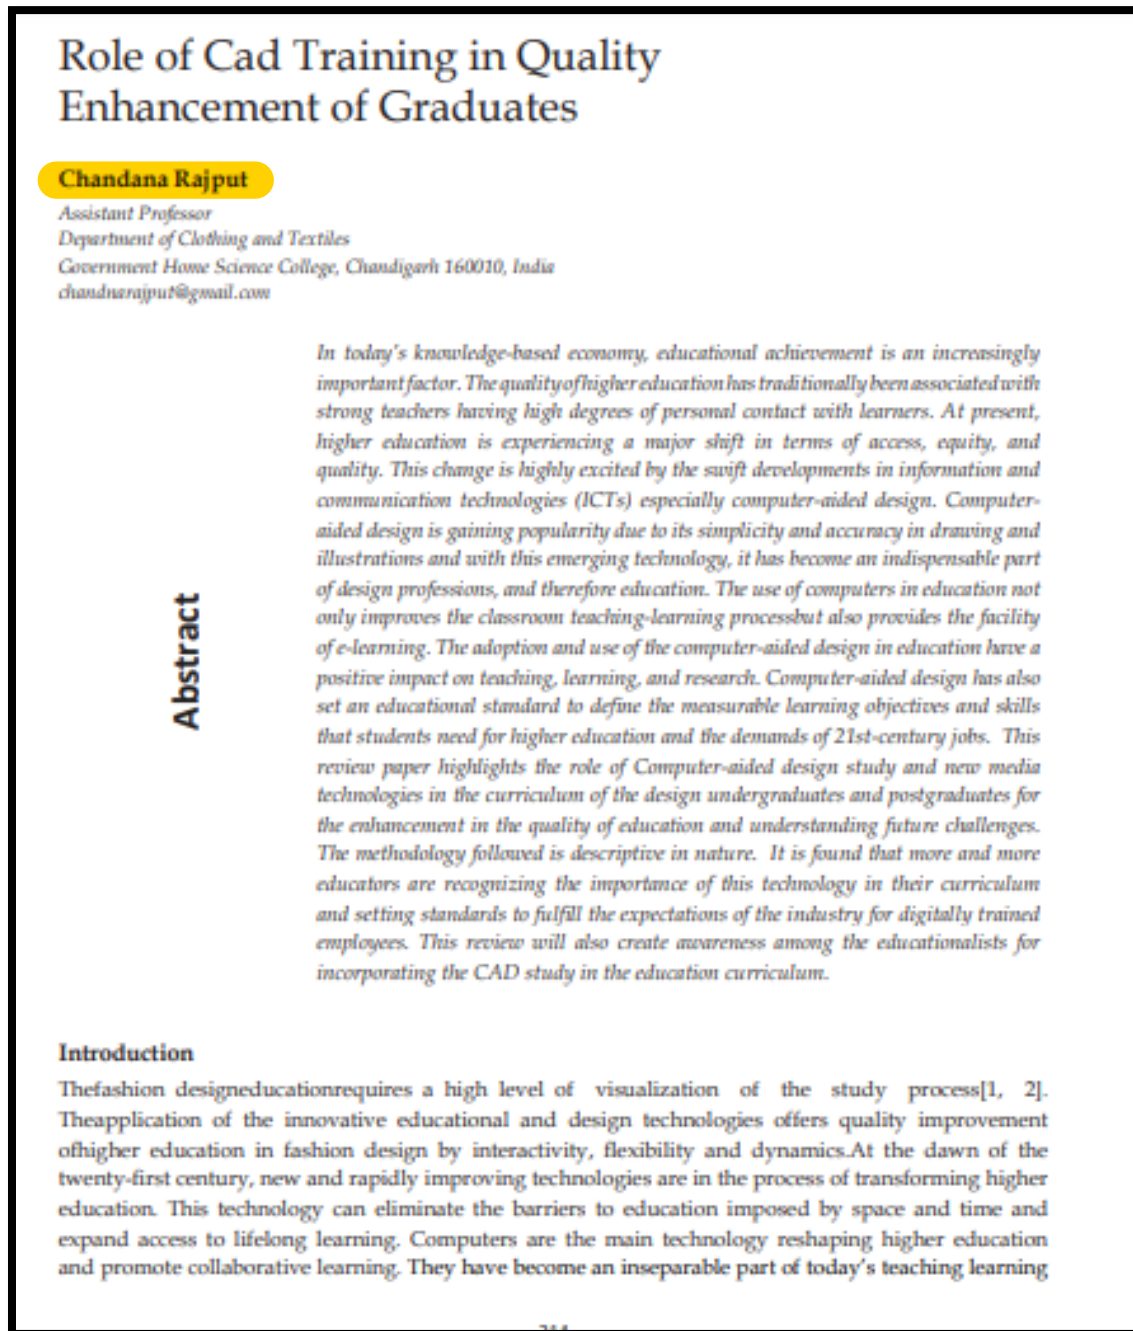 Role of Cad Training in Quality
Enhancement of Graduates
Chandana Rajput
Assistant Professor
Department of Clothing and Textiles
Government Home Science College, Chandigarh 160010, India
chandnarajput@gmail.com
Abstract
In today's knowledge-based economy, educational achievement is an increasingly
important factor. The quality of higher education has traditionally been associated with
strong teachers having high degrees of personal contact with learners. At present,
higher education is experiencing a major shift in terms of access, equity, and
quality. This change is highly excited by the swift developments in information and
communication technologies (ICTs) especially computer-aided design. Computer-
aided design is gaining popularity due to its simplicity and accuracy in drawing and
illustrations and with this emerging technology, it has become an indispensable part
of design professions, and therefore education. The use of computers in education not
only improves the classroom teaching-learning processbut also provides the facility
of e-learning. The adoption and use of the computer-aided design in education have a
positive impact on teaching, learning, and research. Computer-aided design has also
set an educational standard to define the measurable learning objectives and skills
that students need for higher education and the demands of 21st-century jobs. This
review paper highlights the role of Computer-aided design study and new media
technologies in the curriculum of the design undergraduates and postgraduates for
the enhancement in the quality of education and understanding future challenges.
The methodology followed is descriptive in nature. It is found that more and more
educators are recognizing the importance of this technology in their curriculum
and setting standards to fulfill the expectations of the industry for digitally trained
employees. This review will also create awareness among the educationalists for
incorporating the CAD study in the education curriculum.
Introduction
Thefashion designeducationrequires a high level of visualization of the study process[1, 2].
Theapplication of the innovative educational and design technologies offers quality improvement
ofhigher education in fashion design by interactivity, flexibility and dynamics.At the dawn of the
twenty-first century, new and rapidly improving technologies are in the process of transforming higher
education. This technology can eliminate the barriers to education imposed by space and time and
expand access to lifelong learning. Computers are the main technology reshaping higher education
and promote collaborative learning. They have become an inseparable part of today's teaching learning